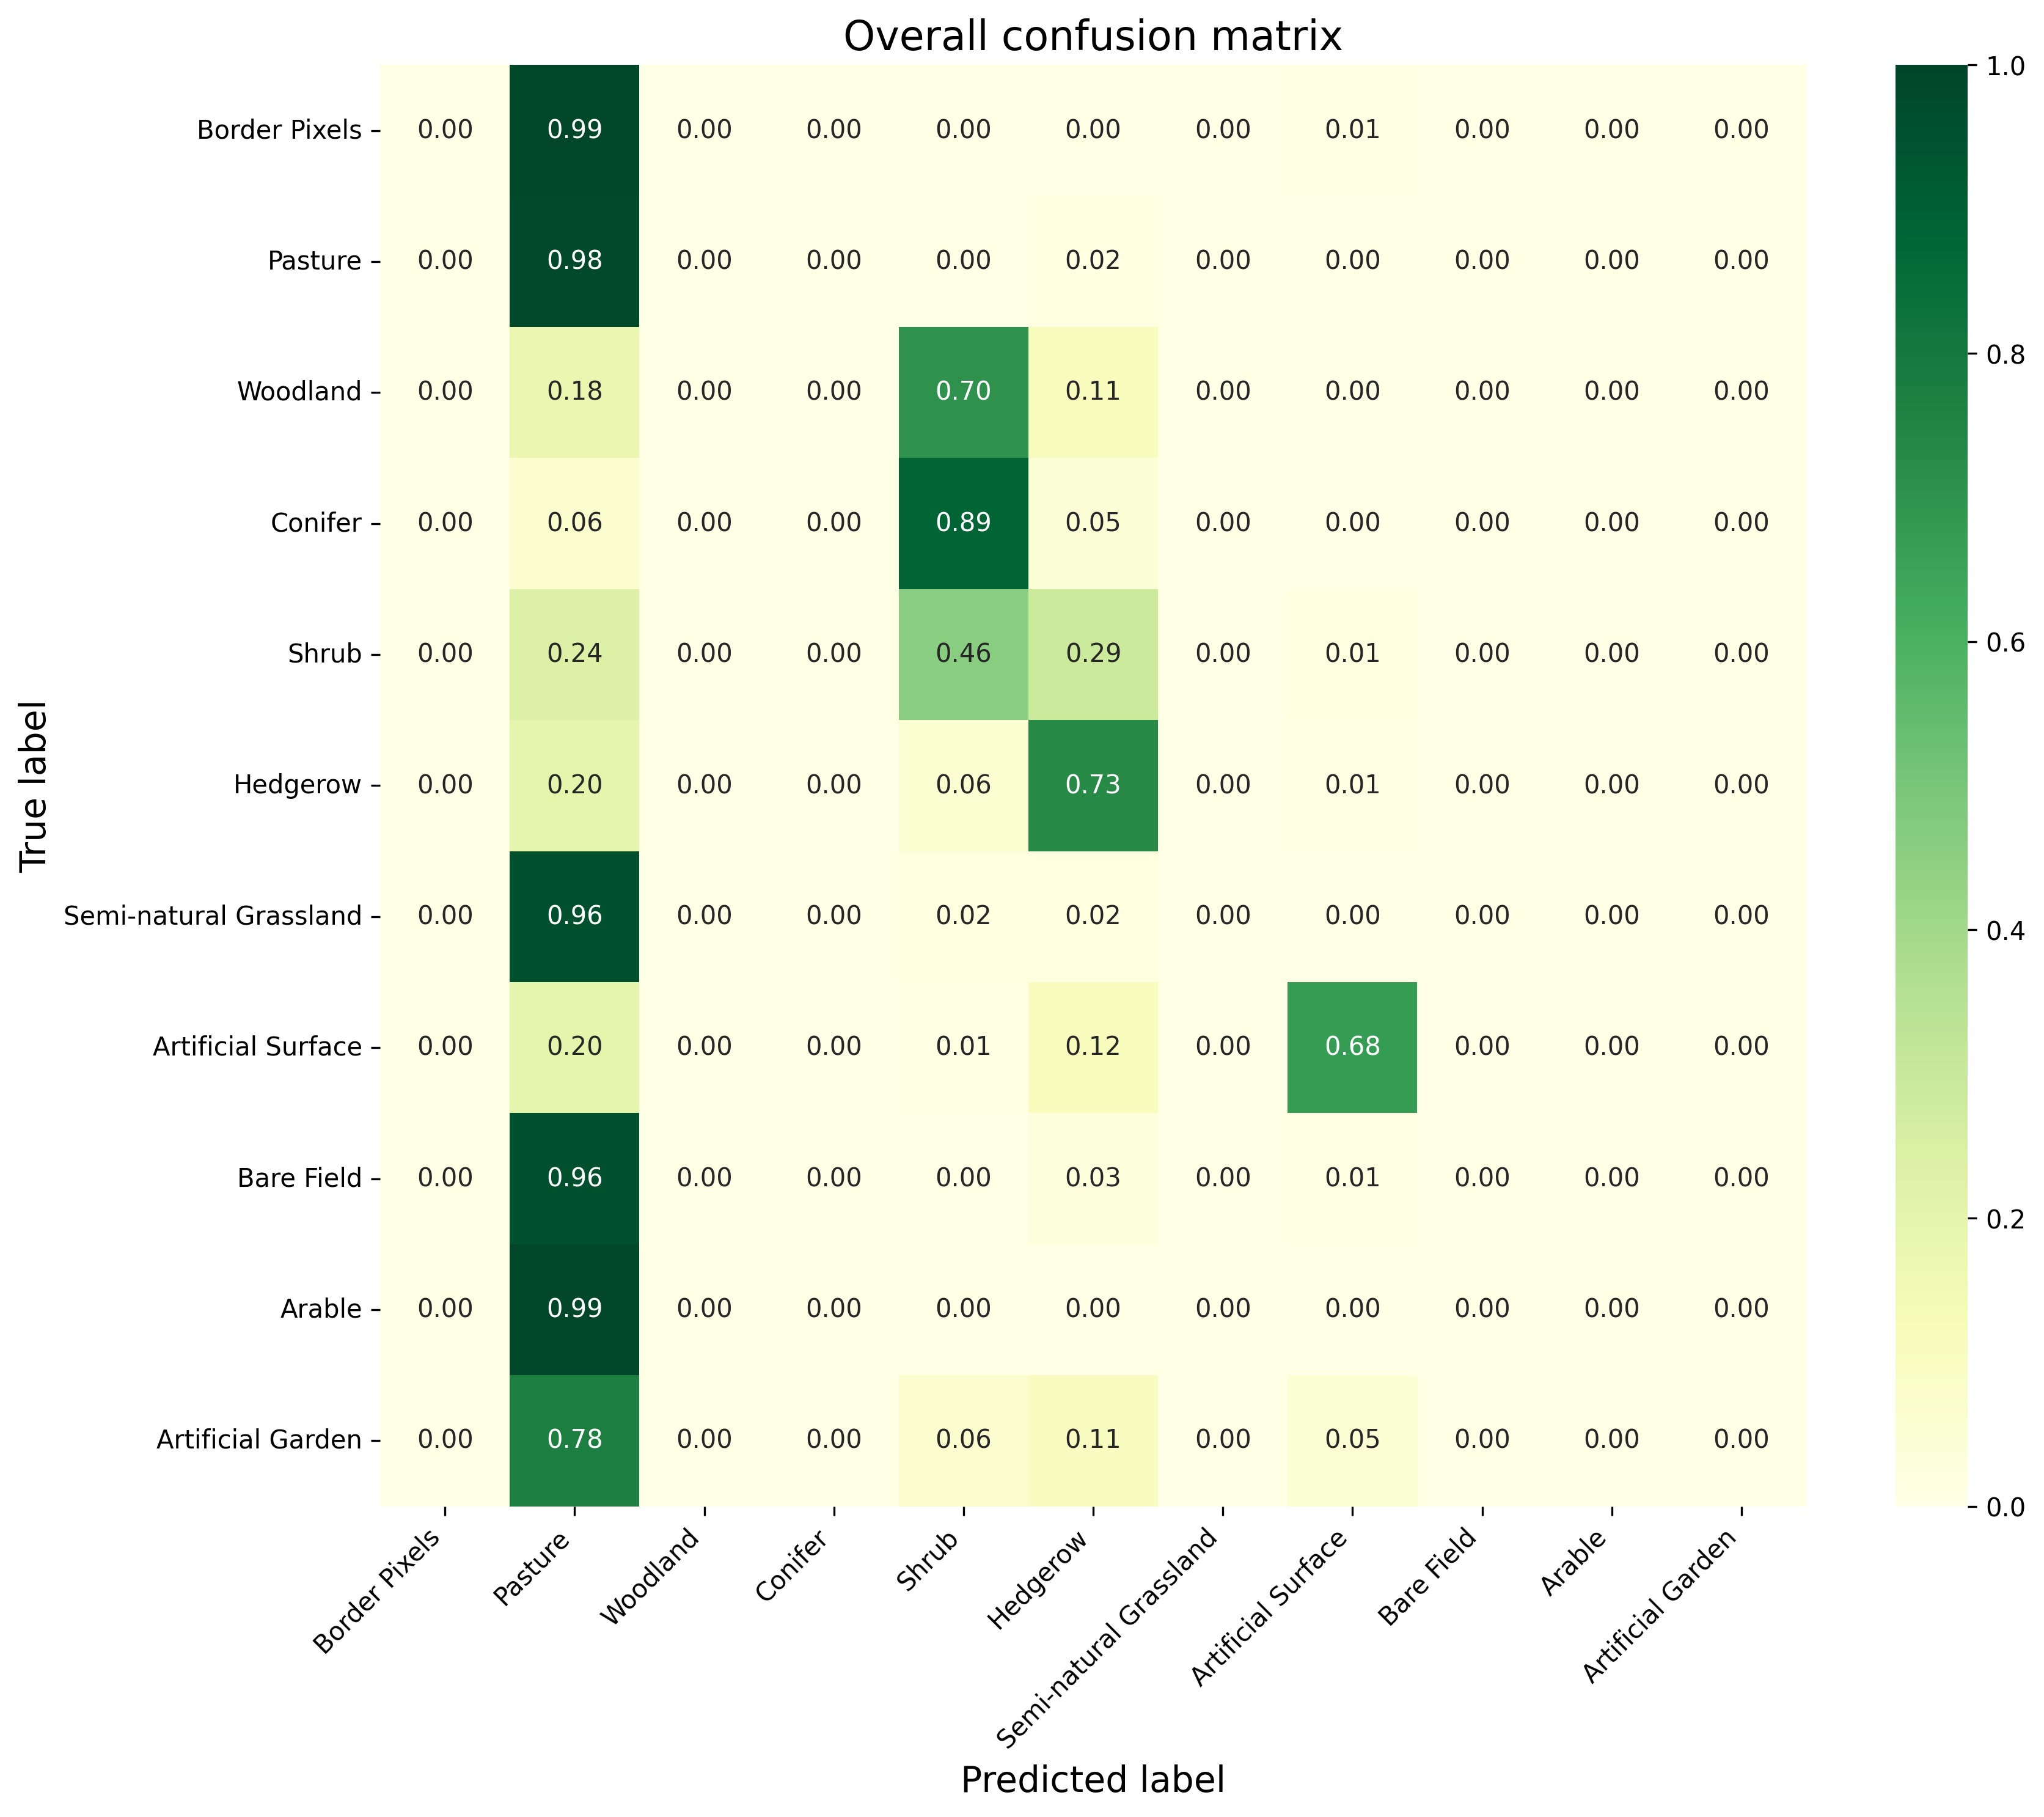 Overall confusion matrix
Border Pixels 0.00 0.99 0.00 0.00 0.00 0.00 0.00 0.01 0.00 0.00 0.00
Pasture 0.00 0.98 0.00 0.00 0.00 0.02 0.00 0.00 0.00 0.00 0.00
Woodland 0.00 0.18 0.00 0.00 0.70 0.11 0.00 0.00 0.00 0.00 0.00
Conifer 0.00 0.06 0.00 0.00 0.89 0.05 0.00 0.00 0.00 0.00 0.00
Shrub 0.00 0.24 0.00 0.00 0.46 0.29 0.00 0.01 0.00 0.00 0.00
Hedgerow 0.00 0.20 0.00 0.00 0.06 0.73 0.00 0.01 0.00 0.00 0.00
Semi-natural Grassland 0.00 0.96 0.00 0.00 0.02 0.02 0.00 0.00 0.00 0.00 0.00
Artificial Surface 0.00 0.20 0.00 0.00 0.01 0.12 0.00 0.68 0.00 0.00 0.00
Bare Field 0.00 0.96 0.00 0.00 0.00 0.03 0.00 0.01 0.00 0.00 0.00
Arable 0.00 0.99 0.00 0.00 0.00 0.00 0.00 0.00 0.00 0.00 0.00
Artificial Garden 0.00 0.78 0.00 0.00 0.06 0.11 0.00 0.05 0.00 0.00 0.00
True label
Border Pixels
Pasture
Woodland
Conifer
Shrub
Hedgerow
Semi-natural Grassland
Artificial Surface
Bare Field
Arable
Artificial Garden
Predicted label
1.0
0.8
0.6
0.4
0.2
0.0